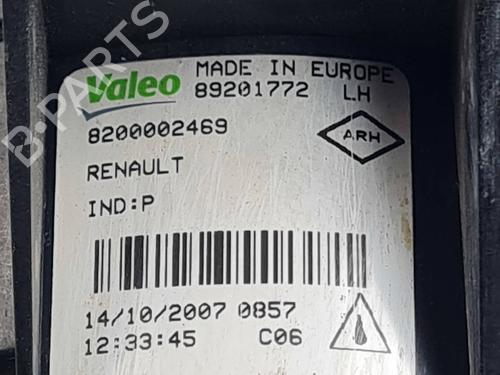 B-PARTS
Valeo
MADE IN EUROPE
89201772 LH
8200002469
ARH
RENAULT
IND:P
14/10/2007 0857
12:33:45 C06